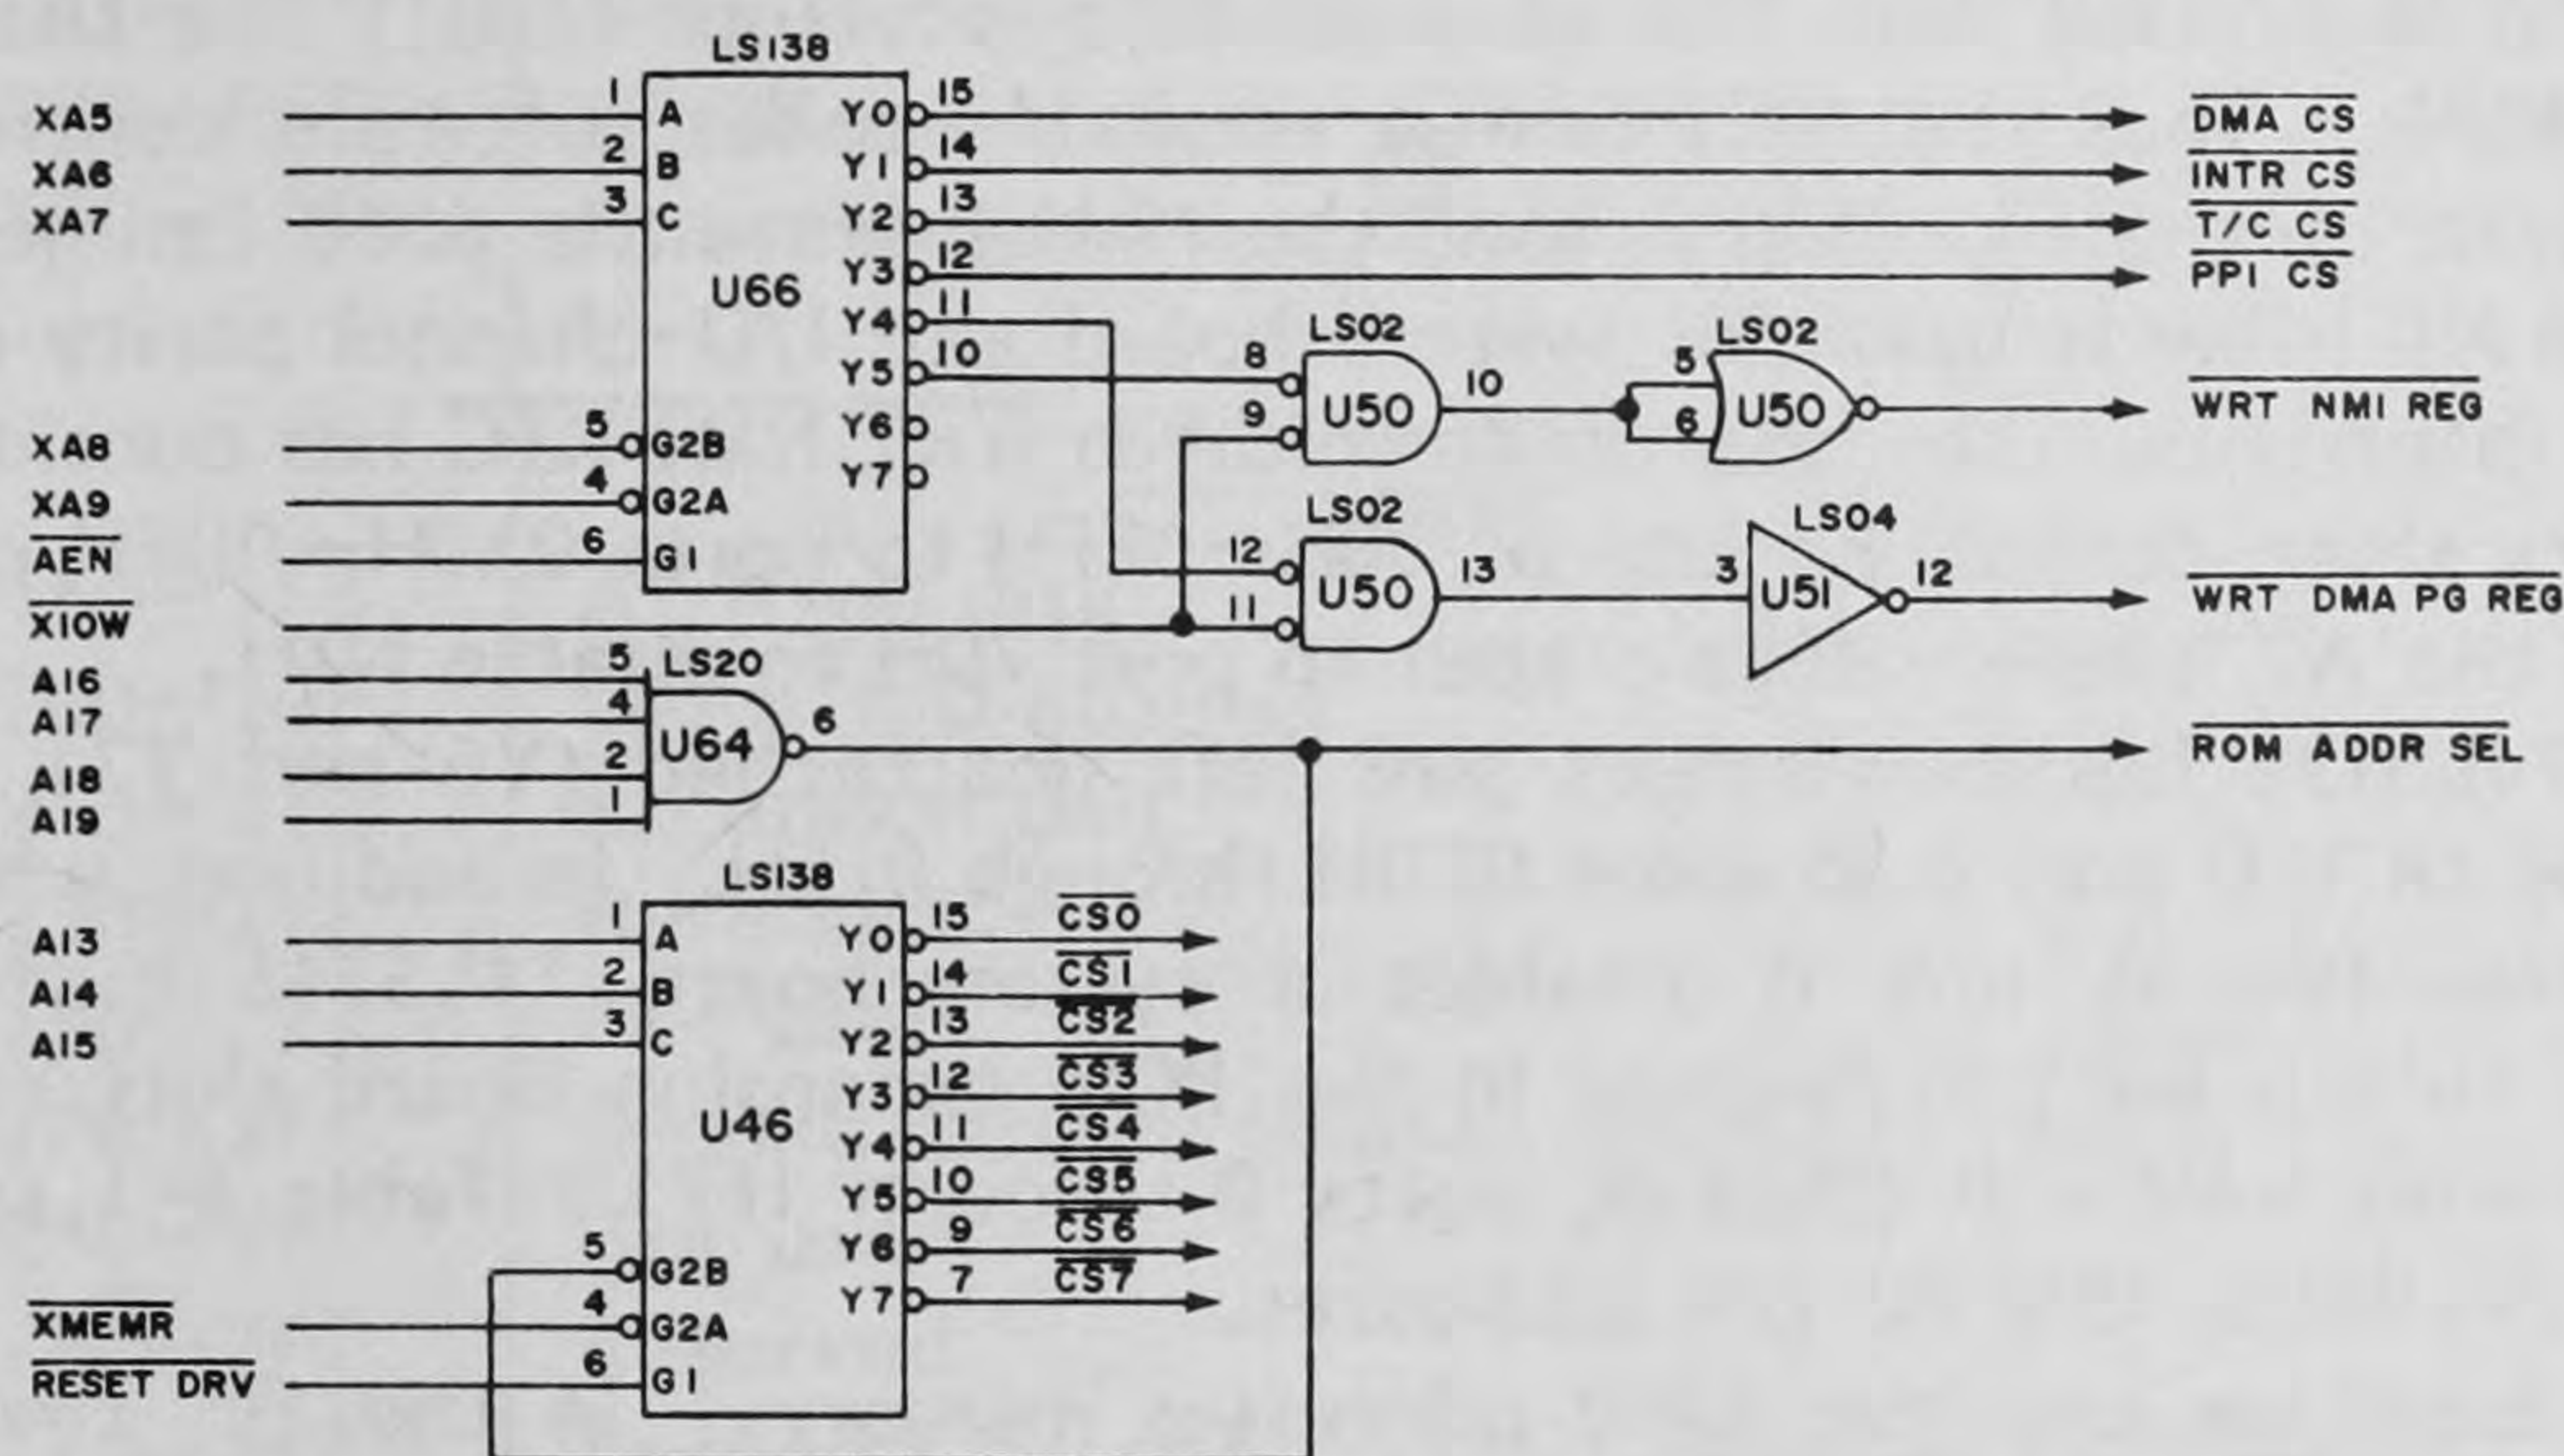 LS138
XA5 1 A Y0 15 DMA CS
XA6 2 B Y1 14 INTR CS
XA7 3 C Y2 13 T/C CS
Y3 12 PPI CS
U66
Y4 11
Y5 10
Y6
Y7
LS02 LS02
8 9 U50 10 5 6 U50 WRT NMI REG
XA8 5 G2B
XA9 4 G2A
AEN 6 G1
LS02 LS04
12 11 U50 13 3 U51 12 WRT DMA PG REG
XIOW
LS20
A16 5
A17 4
A18 2
A19 1
U64 6 ROM ADDR SEL
LS138
A13 1 A Y0 15 CS0
A14 2 B Y1 14 CS1
A15 3 C Y2 13 CS2
Y3 12 CS3
U46
Y4 11 CS4
Y5 10 CS5
Y6 9 CS6
Y7 7 CS7
5 G2B
XMEMR 4 G2A
RESET DRV 6 G1